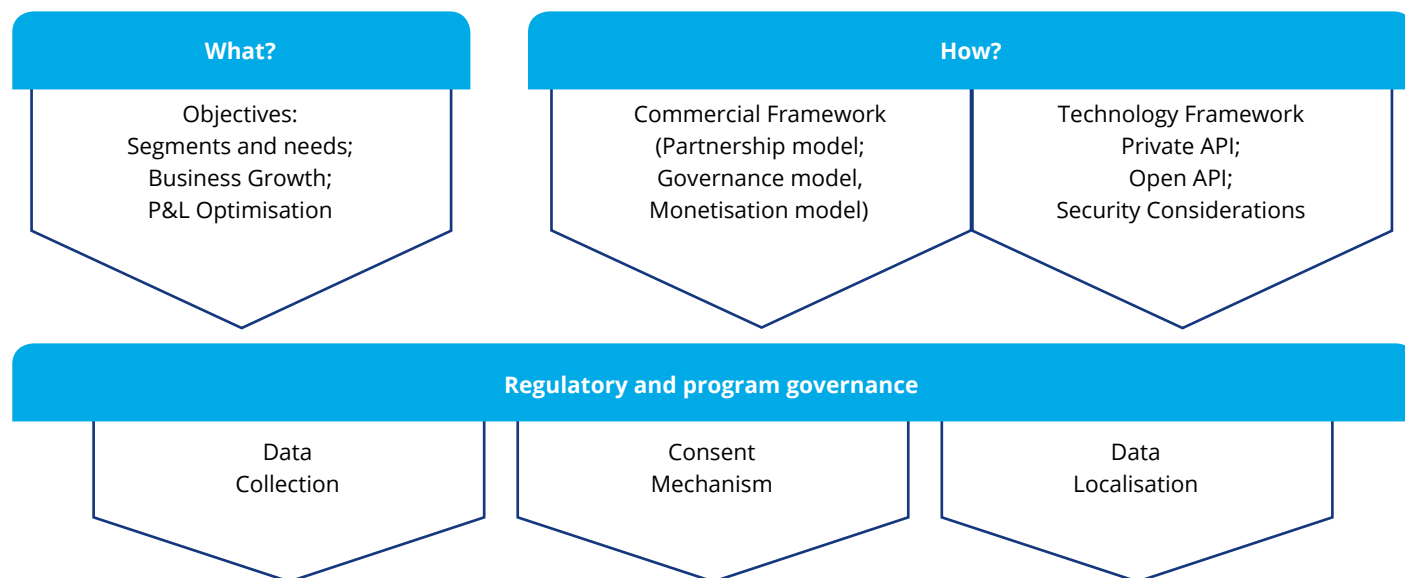 What?
Objectives:
Segments and needs;
Business Growth;
P&L Optimisation
How?
Commercial Framework
(Partnership model;
Governance model,
Monetisation model)
Technology Framework
Private API;
Open API;
Security Considerations
Regulatory and program governance
Data
Collection
Consent
Mechanism
Data
Localisation